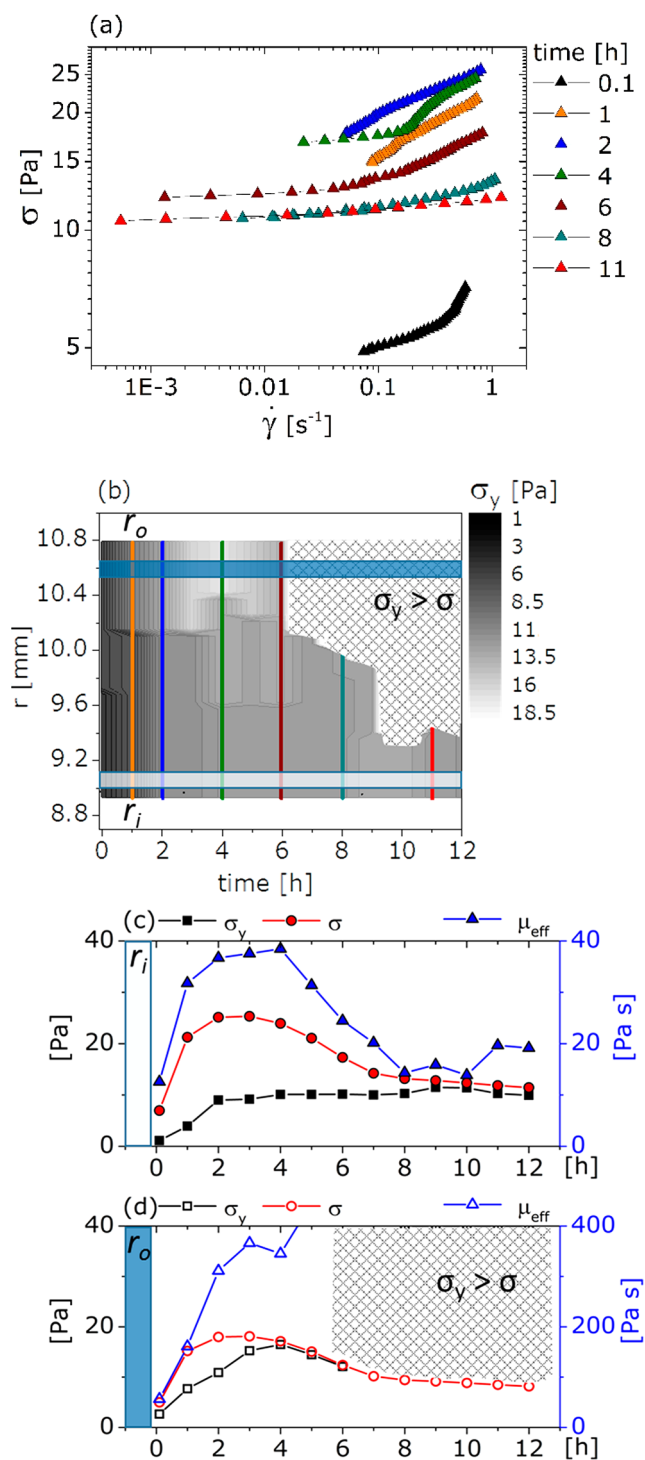 (a)
time [h]
25
20
15
10
5
σ [Pa]
0.1
1
2
4
6
8
11
1E-3 0.01 0.1 1
γ̇ [s⁻¹]
(b)
σy [Pa]
1
3
6
8.5
11
13.5
16
18.5
ro
σy > σ
ri
10.8
10.4
10.0
9.6
9.2
8.8
r [mm]
0 2 4 6 8 10 12
time [h]
(c) σy σ μeff
ri
40
20
0
[Pa]
40
20
0
[Pa s]
0 2 4 6 8 10 12 [h]
(d) σy σ μeff
ro
σy > σ
40
20
0
[Pa]
400
200
0
[Pa s]
0 2 4 6 8 10 12 [h]